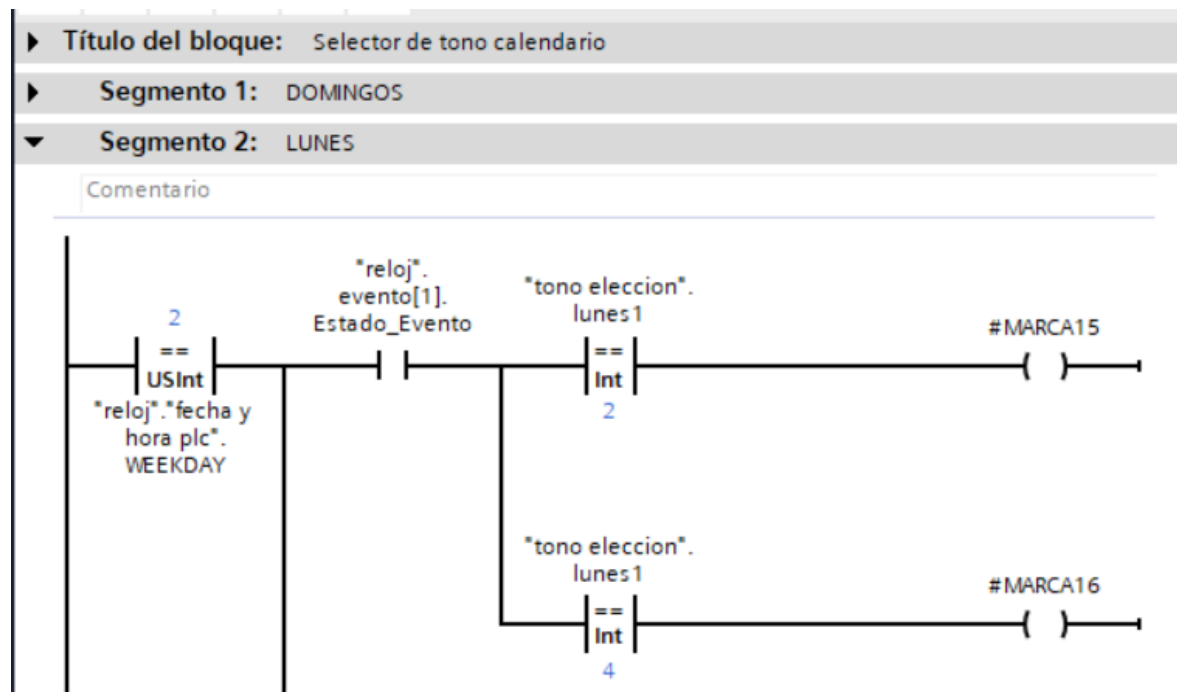 Título del bloque: Selector de tono calendario
Segmento 1: DOMINGOS
Segmento 2: LUNES
Comentario
"reloj".
evento[1].
Estado_Evento
"tono eleccion".
lunes1
#MARCA15
2
==
USInt
"reloj"."fecha y
hora plc".
WEEKDAY
==
Int
2
"tono eleccion".
lunes1
#MARCA16
==
Int
4